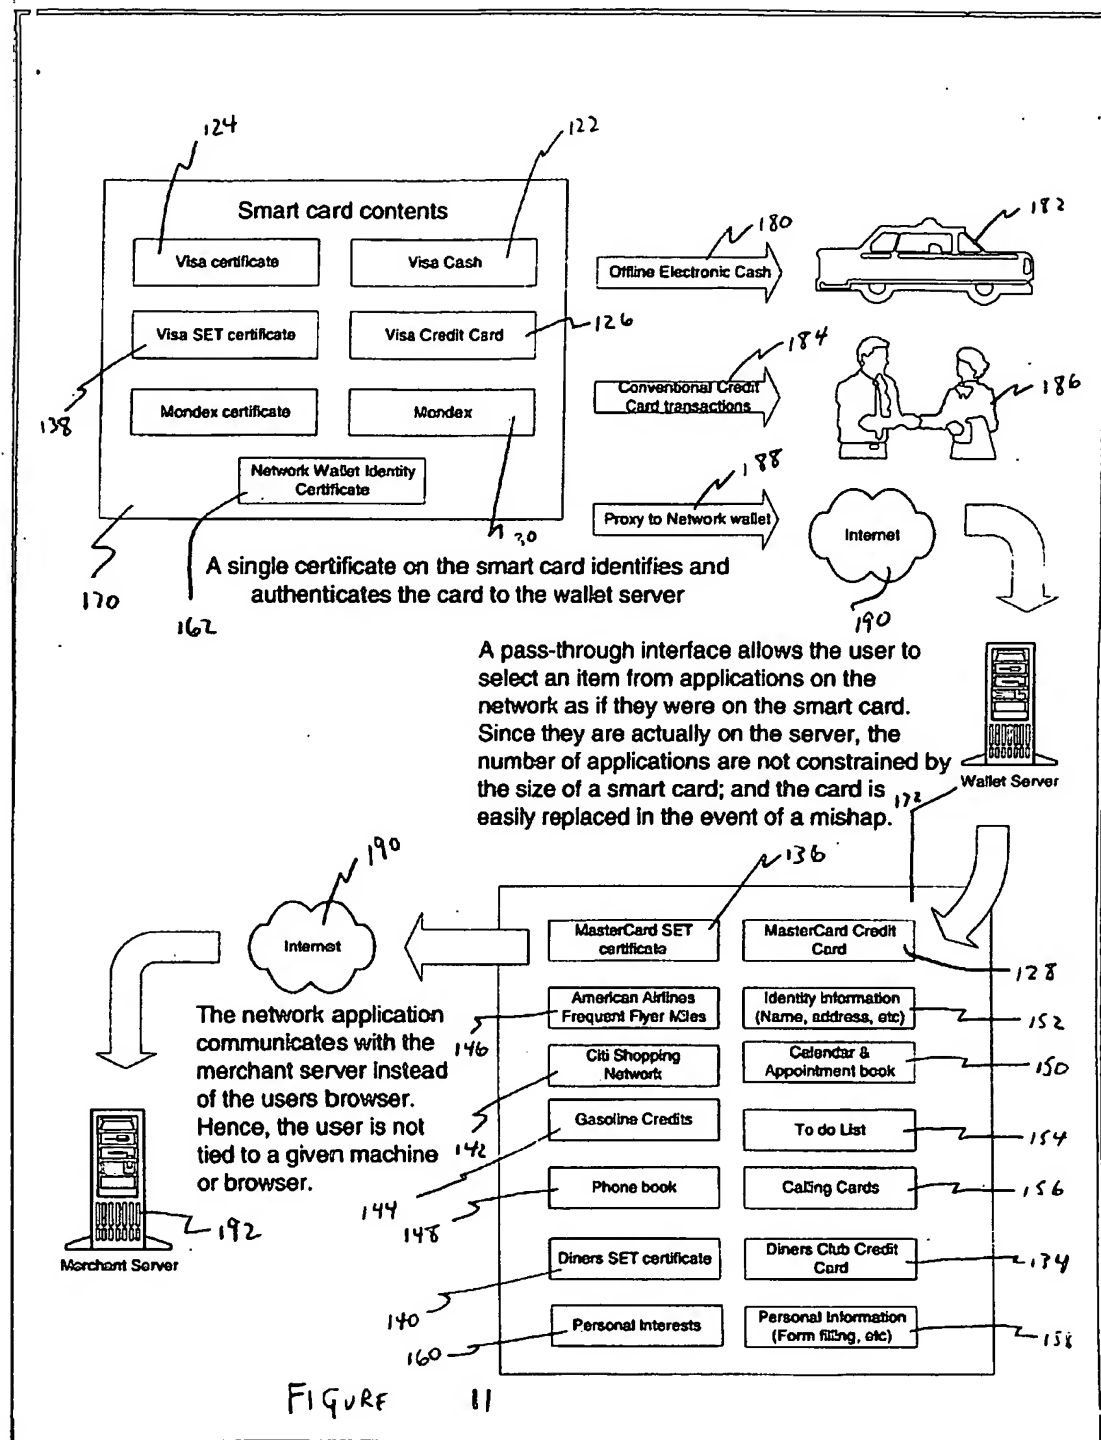 124
122
Smart card contents
Visa certificate
Visa Cash
Visa SET certificate
Visa Credit Card
126
138
Mondex certificate
Mondex
Network Wallet Identity
Certificate
170
162
30
180
Offline Electronic Cash
182
184
Conventional Credit
Card transactions
186
188
Proxy to Network wallet
Internet
190
A single certificate on the smart card identifies and
authenticates the card to the wallet server
A pass-through interface allows the user to
select an item from applications on the
network as if they were on the smart card.
Since they are actually on the server, the
number of applications are not constrained by
the size of a smart card; and the card is
easily replaced in the event of a mishap.
172
Wallet Server
190
Internet
136
MasterCard SET
certificate
MasterCard Credit
Card
128
American Airlines
Frequent Flyer Miles
146
Identity Information
(Name, address, etc)
152
Citi Shopping
Network
142
Calendar &
Appointment book
150
Gasoline Credits
144
To do List
154
Phone book
148
Calling Cards
156
Diners SET certificate
140
Diners Club Credit
Card
134
Personal Interests
160
Personal Information
(Form filling, etc)
158
The network application
communicates with the
merchant server instead
of the users browser.
Hence, the user is not
tied to a given machine
or browser.
192
Merchant Server
FIGURE 11